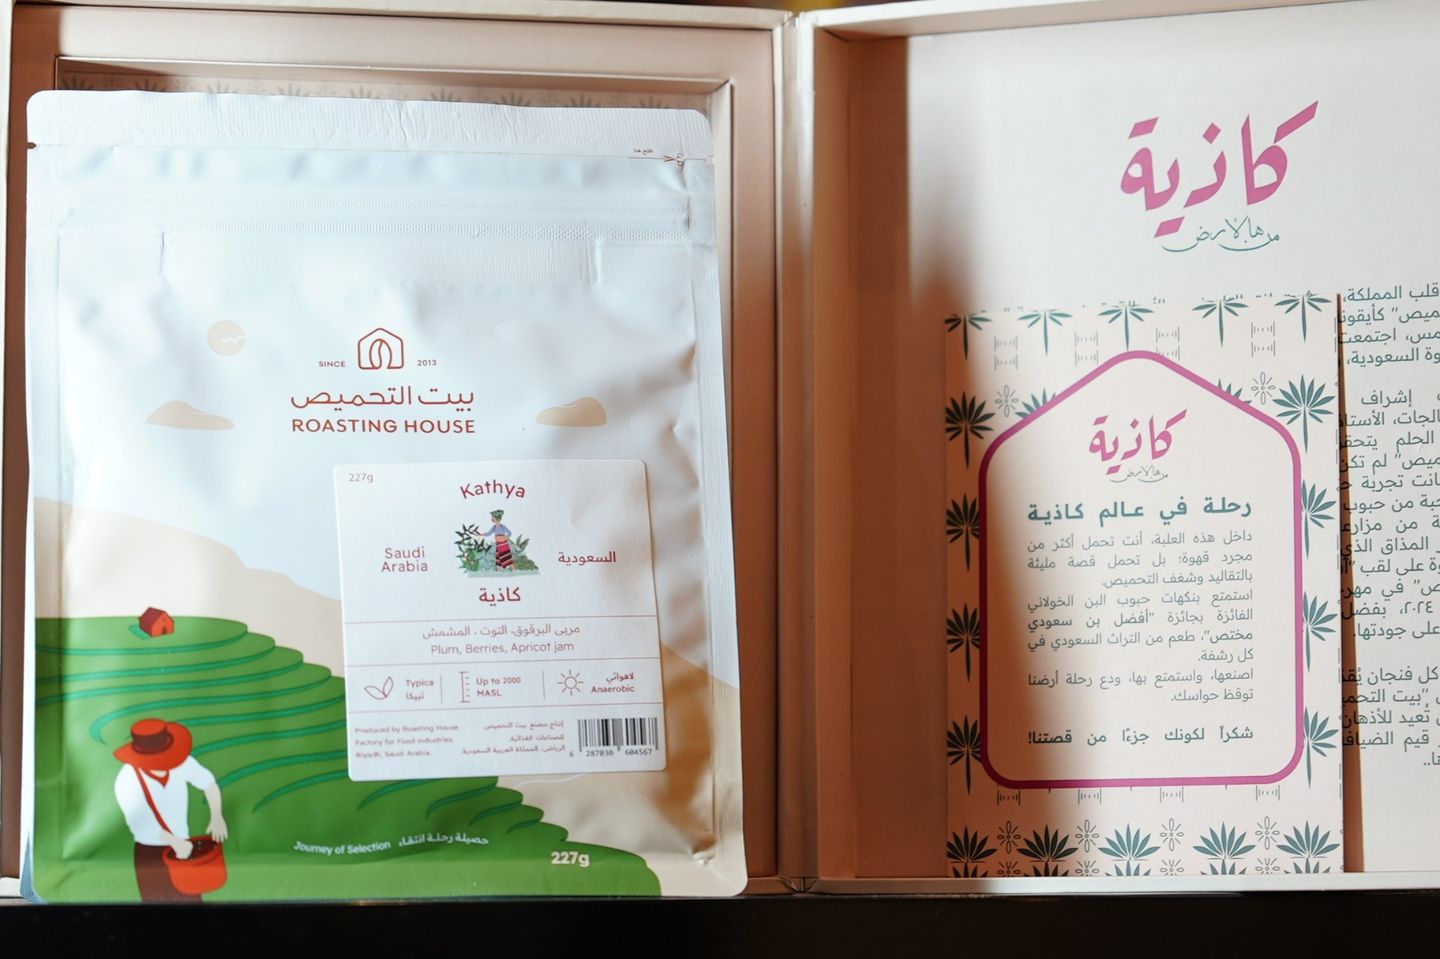 افتح هنا
SINCE 2013
بيت التحميص
ROASTING HOUSE
227g
Kathya
Saudi Arabia
السعودية
كاذية
مربى البرقوق، التوت ، المشمش
Plum, Berries, Apricot jam
Typica
تيبيكا
Up to 2000
MASL
لاهوائي
Anaerobic
Produced by Roasting House
Factory for Food industries.
Riyadh, Saudi Arabia.
إنتاج مصنع بيت التحميص
للصناعات الغذائية
الرياض، المملكة العربية السعودية
6 287030 604567
Journey of Selection حصيلة رحلة انتقاء
227g
كاذية
من هالارض
قلب المملكة،
إشراف
كاذية
من هالارض
رحلة في عالم كاذية
داخل هذه العلبة، أنت تحمل أكثر من
مجرد قهوة؛ بل تحمل قصة مليئة
بالتقاليد وشغف التحميص.
استمتع بنكهات حبوب البن الخولاني
الفائزة بجائزة "أفضل بن سعودي
مختص"، طعم من التراث السعودي في
كل رشفة.
اصنعها، واستمتع بها، ودع رحلة أرضنا
توقظ حواسك.
شكراً لكونك جزءًا من قصتنا!